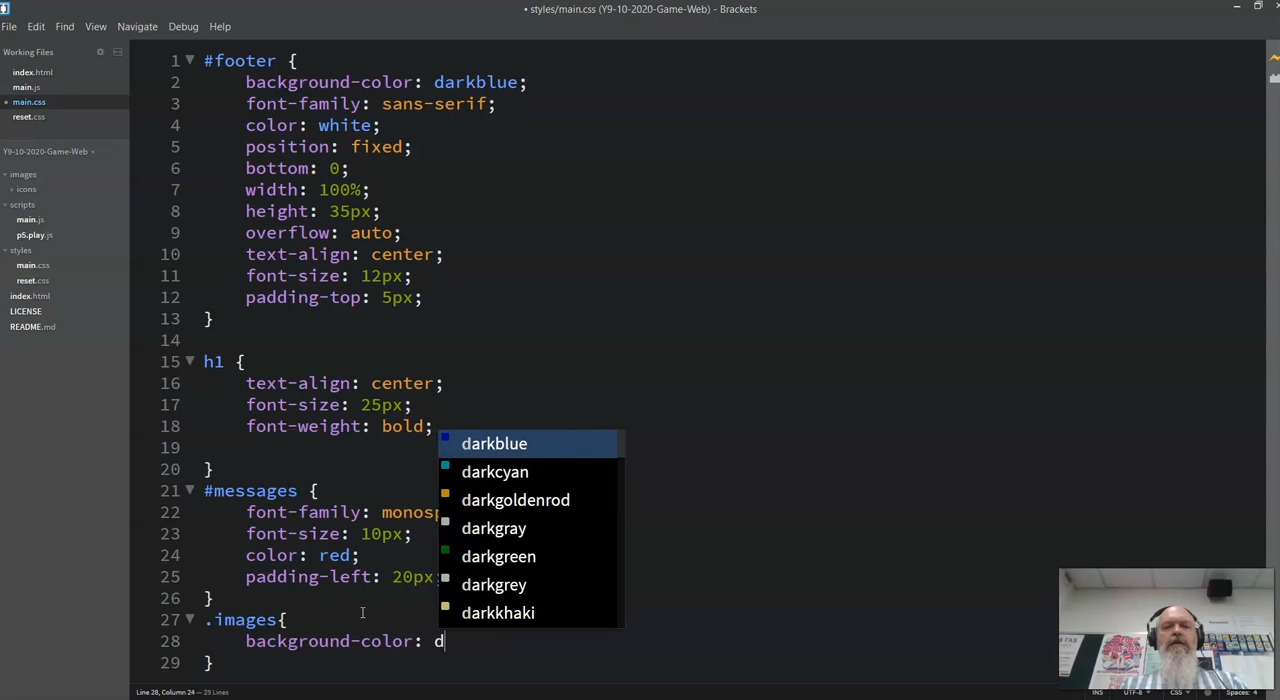 • styles/main.css (Y9-10-2020-Game-Web) - Brackets
File Edit Find View Navigate Debug Help
Working Files
index.html
main.js
main.css
reset.css
Y9-10-2020-Game-Web
images
icons
scripts
main.js
p5.play.js
styles
main.css
reset.css
index.html
LICENSE
README.md
1 #footer {
2 background-color: darkblue;
3 font-family: sans-serif;
4 color: white;
5 position: fixed;
6 bottom: 0;
7 width: 100%;
8 height: 35px;
9 overflow: auto;
10 text-align: center;
11 font-size: 12px;
12 padding-top: 5px;
13 }
14
15 h1 {
16 text-align: center;
17 font-size: 25px;
18 font-weight: bold;
19
20 }
21 #messages {
22 font-family: monosp
23 font-size: 10px;
24 color: red;
25 padding-left: 20px;
26 }
27 .images{
28 background-color: d
29 }
darkblue
darkcyan
darkgoldenrod
darkgray
darkgreen
darkgrey
darkkhaki
Line 28, Column 24 — 29 Lines
INS UTF-8 CSS Spaces: 4